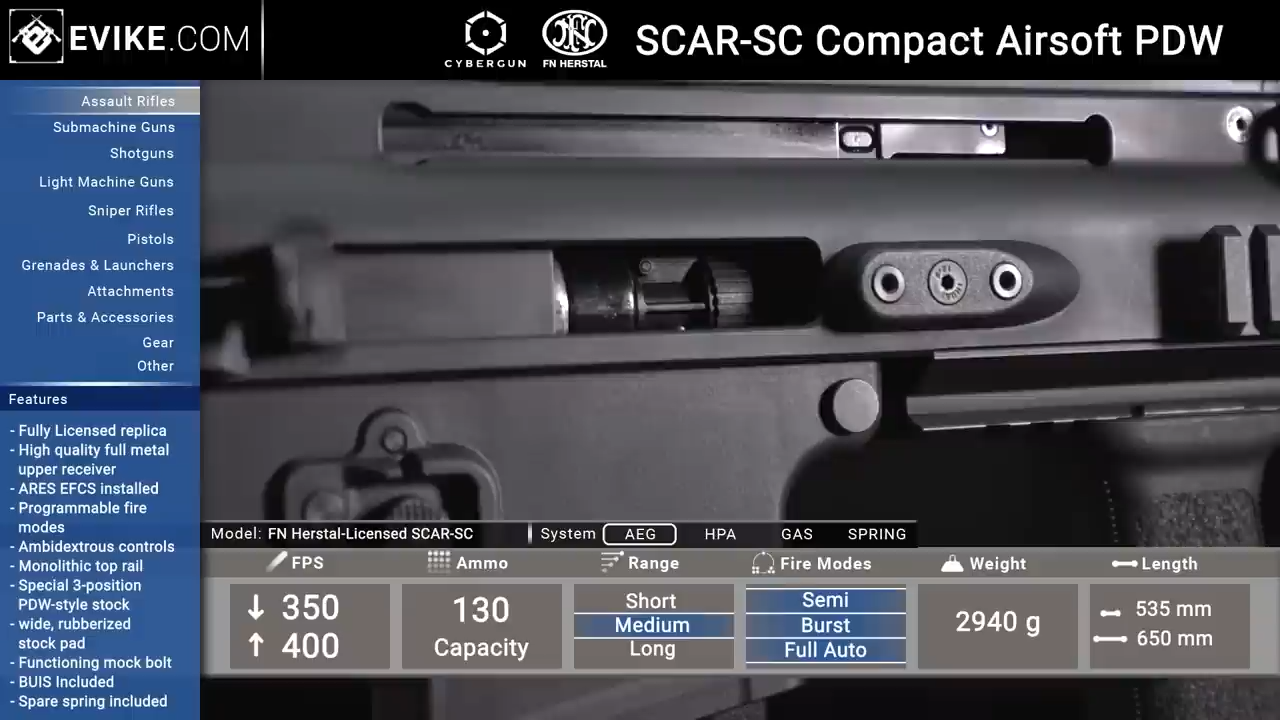 EVIKE.COM
CYBERGUN
FN HERSTAL
SCAR-SC Compact Airsoft PDW
Assault Rifles
Submachine Guns
Shotguns
Light Machine Guns
Sniper Rifles
Pistols
Grenades & Launchers
Attachments
Parts & Accessories
Gear
Other
Features
- Fully Licensed replica
- High quality full metal
upper receiver
- ARES EFCS installed
- Programmable fire
modes
- Ambidextrous controls
- Monolithic top rail
- Special 3-position
PDW-style stock
- wide, rubberized
stock pad
- Functioning mock bolt
- BUIS Included
- Spare spring included
Model: FN Herstal-Licensed SCAR-SC
System AEG HPA GAS SPRING
FPS Ammo Range Fire Modes Weight Length
↓ 350
↑ 400
130
Capacity
Short
Medium
Long
Semi
Burst
Full Auto
2940 g
535 mm
650 mm